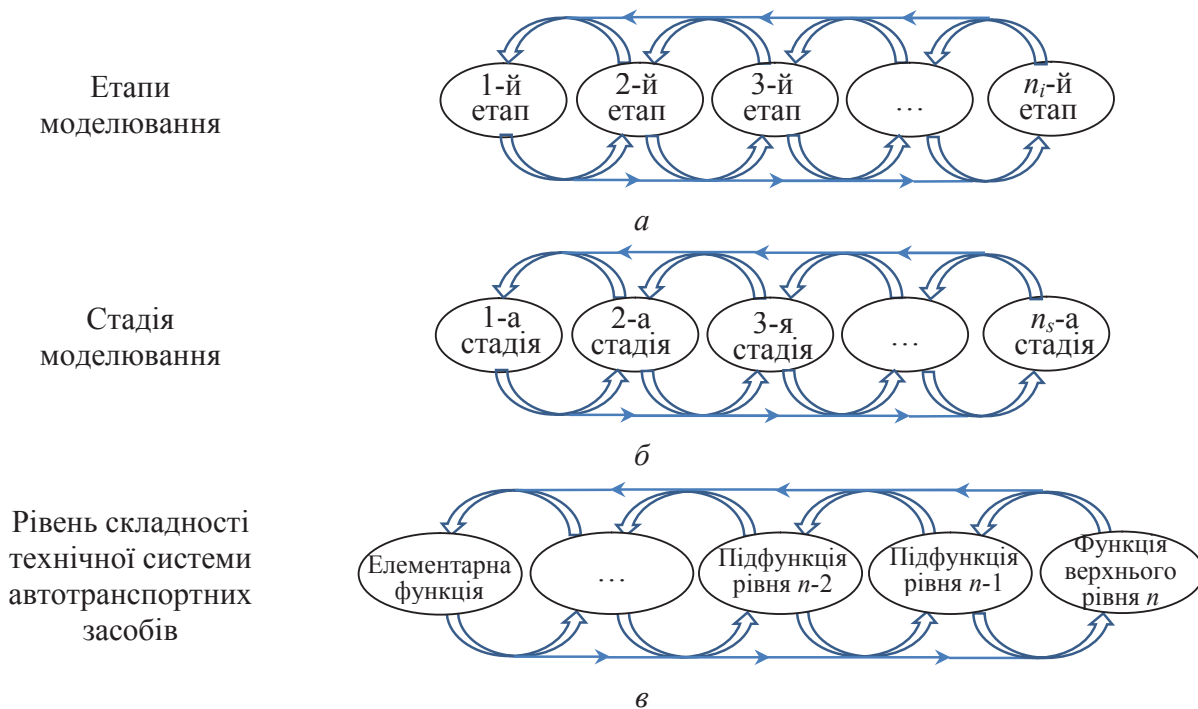 Етапи
моделювання
1-й
етап
2-й
етап
3-й
етап
…
nᵢ-й
етап
а
Стадія
моделювання
1-а
стадія
2-а
стадія
3-я
стадія
…
nₛ-а
стадія
б
Рівень складності
технічної системи
автотранспортних
засобів
Елементарна
функція
…
Підфункція
рівня n-2
Підфункція
рівня n-1
Функція
верхнього
рівня n
в